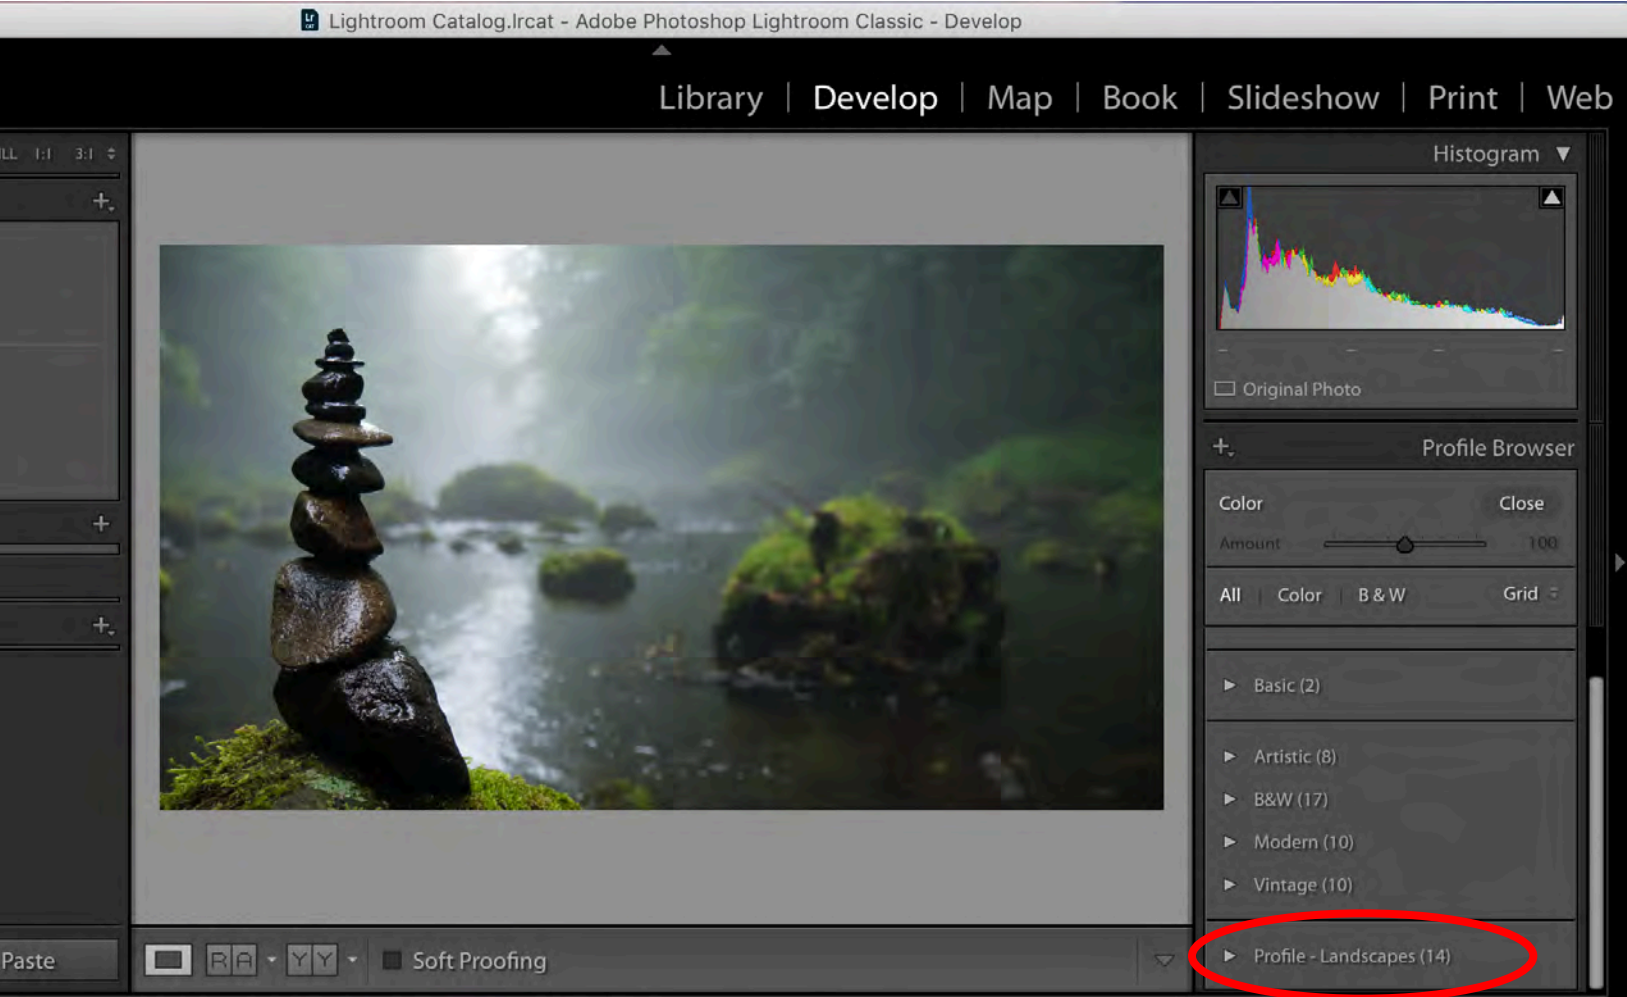 Lightroom Catalog.lrcat - Adobe Photoshop Lightroom Classic - Develop
Library | Develop | Map | Book | Slideshow | Print | Web
1:1 3:1
Histogram
Original Photo
Profile Browser
Color Close
Amount 100
All | Color | B & W Grid
Basic (2)
Artistic (8)
B&W (17)
Modern (10)
Vintage (10)
Profile - Landscapes (14)
Paste
R A Y Y Soft Proofing